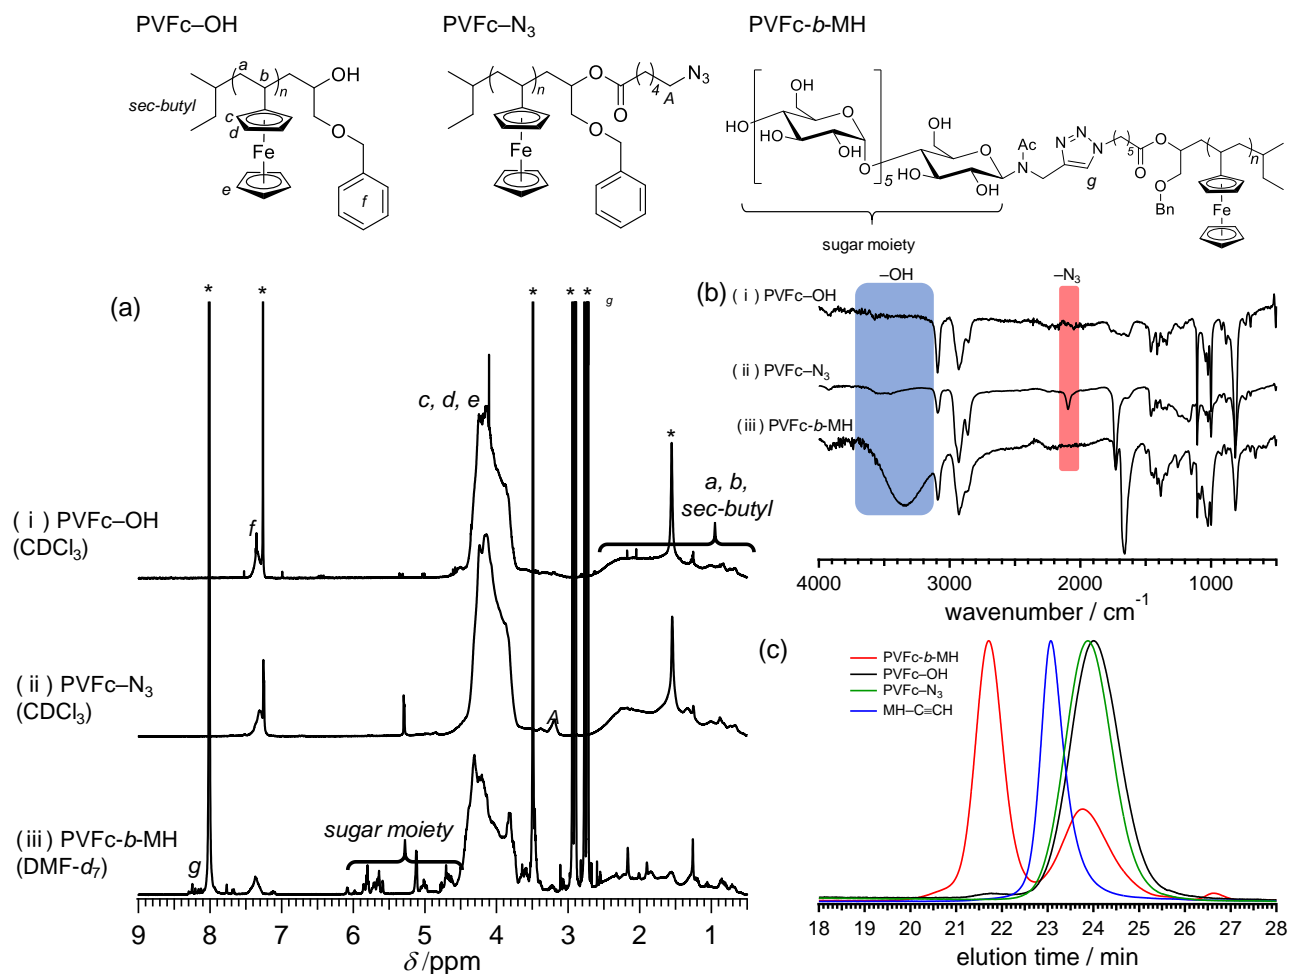 PVFc–OH
PVFc–N3
PVFc-b-MH
a
b
n
OH
sec-butyl
c
d
Fe
e
O
f
n
O
O
4
A
N3
Fe
O
OH
O
HO
HO
OH
O
5
HO
O
HO
OH
Ac
N
N=N
N
g
5
O
O
O
Bn
n
Fe
sugar moiety
(a)
* * * * *
g
c, d, e
*
a, b,
sec-butyl
f
( i ) PVFc–OH
(CDCl3)
( ii ) PVFc–N3
(CDCl3)
A
(iii) PVFc-b-MH
(DMF-d7)
g
sugar moiety
9 8 7 6 5 4 3 2 1
δ /ppm
(b)
–OH
–N3
( i ) PVFc–OH
( ii ) PVFc–N3
(iii) PVFc-b-MH
4000 3000 2000 1000
wavenumber / cm-1
(c)
PVFc-b-MH
PVFc–OH
PVFc–N3
MH–C≡CH
18 19 20 21 22 23 24 25 26 27 28
elution time / min